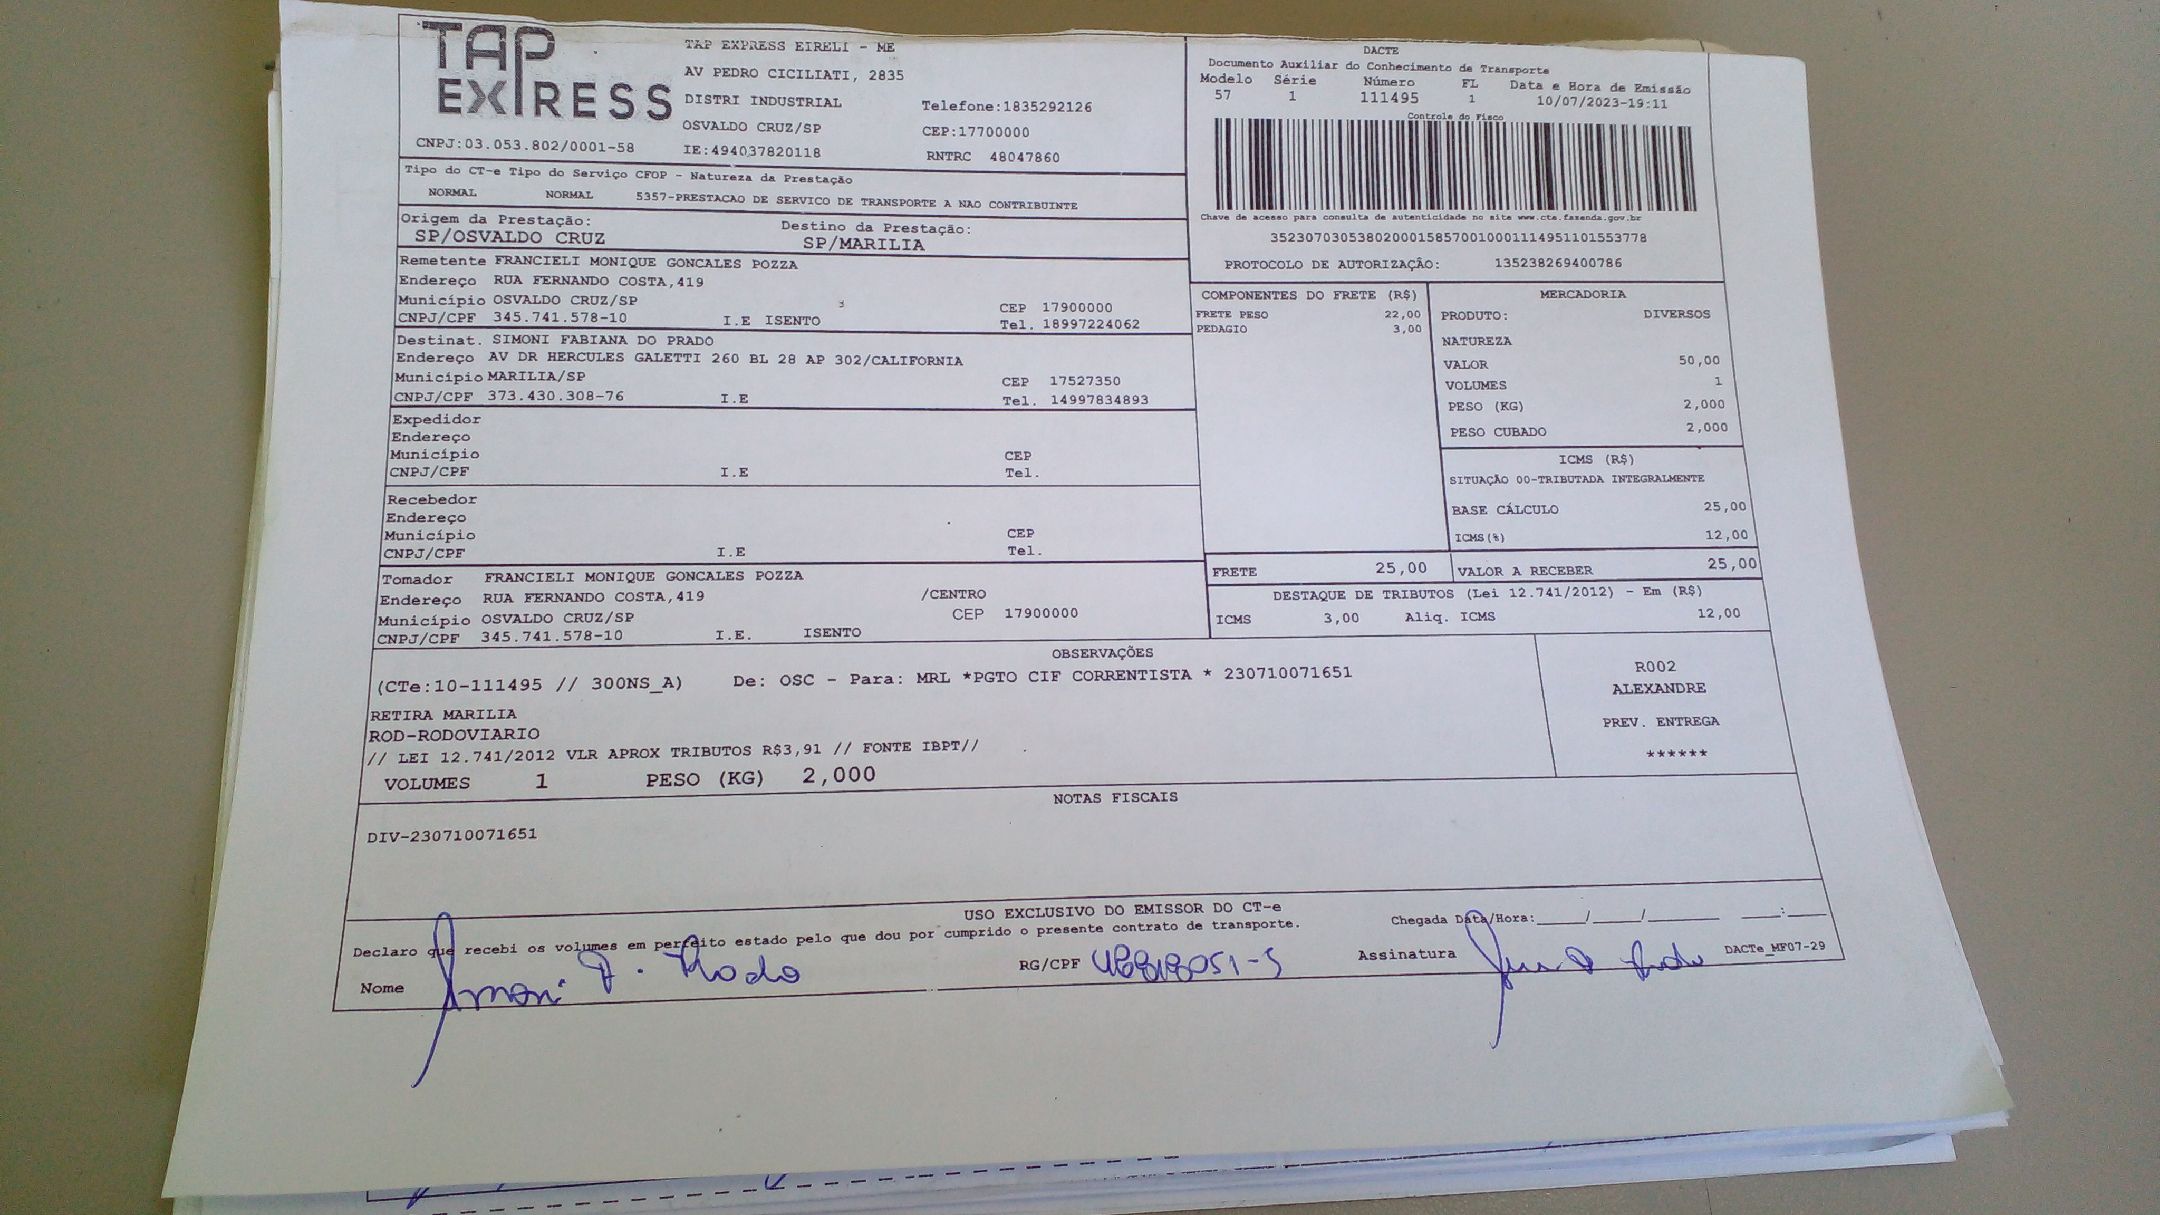 TAP EXPRESS
TAP EXPRESS EIRELI - ME
AV PEDRO CICILIATI, 2835
DISTRI INDUSTRIAL Telefone:1835292126
OSVALDO CRUZ/SP CEP:17700000
CNPJ:03.053.802/0001-58 IE:494037820118 RNTRC 48047860
DACTE
Documento Auxiliar do Conhecimento de Transporte
Modelo Série Número FL Data e Hora de Emissão
57 1 111495 1 10/07/2023-19:11
Controle do Fisco
Chave de acesso para consulta de autenticidade no site www.cte.fazenda.gov.br
35230703053802000158570010001114951101553778
PROTOCOLO DE AUTORIZAÇÃO: 135238269400786
Tipo do CT-e Tipo do Serviço CFOP - Natureza da Prestação
NORMAL NORMAL 5357-PRESTACAO DE SERVICO DE TRANSPORTE A NAO CONTRIBUINTE
Origem da Prestação: Destino da Prestação:
SP/OSVALDO CRUZ SP/MARILIA
Remetente FRANCIELI MONIQUE GONCALES POZZA
Endereço RUA FERNANDO COSTA,419
Município OSVALDO CRUZ/SP CEP 17900000
CNPJ/CPF 345.741.578-10 I.E ISENTO Tel. 18997224062
Destinat. SIMONI FABIANA DO PRADO
Endereço AV DR HERCULES GALETTI 260 BL 28 AP 302/CALIFORNIA
Município MARILIA/SP CEP 17527350
CNPJ/CPF 373.430.308-76 I.E Tel. 14997834893
Expedidor
Endereço
Município CEP
CNPJ/CPF I.E Tel.
Recebedor
Endereço
Município CEP
CNPJ/CPF I.E Tel.
Tomador FRANCIELI MONIQUE GONCALES POZZA
Endereço RUA FERNANDO COSTA,419 /CENTRO
Município OSVALDO CRUZ/SP CEP 17900000
CNPJ/CPF 345.741.578-10 I.E. ISENTO
COMPONENTES DO FRETE (R$)
FRETE PESO 22,00
PEDAGIO 3,00
MERCADORIA
PRODUTO: DIVERSOS
NATUREZA
VALOR 50,00
VOLUMES 1
PESO (KG) 2,000
PESO CUBADO 2,000
ICMS (R$)
SITUAÇÃO 00-TRIBUTADA INTEGRALMENTE
BASE CÁLCULO 25,00
ICMS(%) 12,00
FRETE 25,00 VALOR A RECEBER 25,00
DESTAQUE DE TRIBUTOS (Lei 12.741/2012) - Em (R$)
ICMS 3,00 Aliq. ICMS 12,00
OBSERVAÇÕES
(CTe:10-111495 // 300NS_A) De: OSC - Para: MRL *PGTO CIF CORRENTISTA * 230710071651
RETIRA MARILIA
ROD-RODOVIARIO
// LEI 12.741/2012 VLR APROX TRIBUTOS R$3,91 // FONTE IBPT//
VOLUMES 1 PESO (KG) 2,000
R002
ALEXANDRE
PREV. ENTREGA
******
NOTAS FISCAIS
DIV-230710071651
USO EXCLUSIVO DO EMISSOR DO CT-e
Declaro que recebi os volumes em perfeito estado pelo que dou por cumprido o presente contrato de transporte.
Chegada Data/Hora:_____/_____/_______ ____:____
Nome Simoni F. Prado RG/CPF Assinatura DACTe_MF07-29